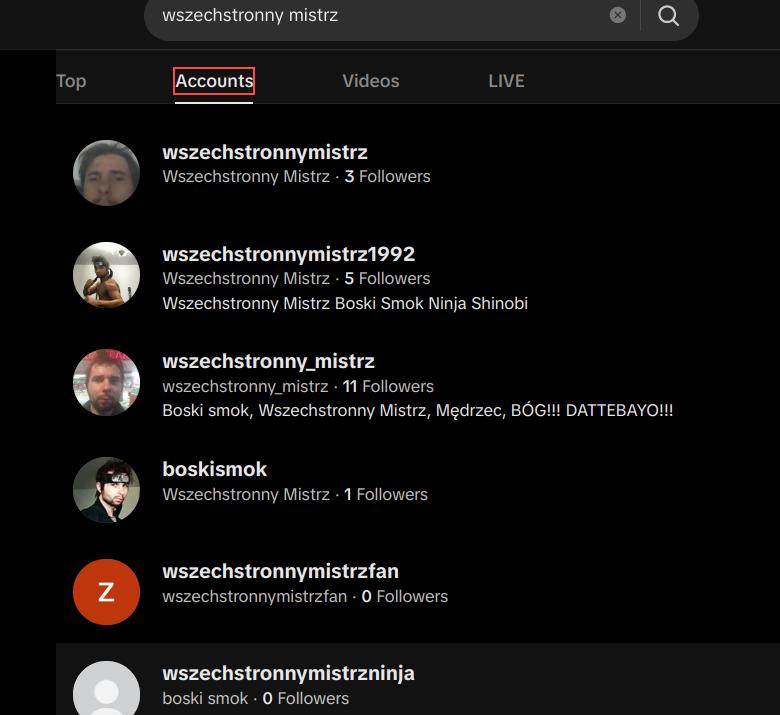 wszechstronny mistrz
Top Accounts Videos LIVE
wszechstronnymistrz
Wszechstronny Mistrz · 3 Followers
wszechstronnymistrz1992
Wszechstronny Mistrz · 5 Followers
Wszechstronny Mistrz Boski Smok Ninja Shinobi
wszechstronny_mistrz
wszechstronny_mistrz · 11 Followers
Boski smok, Wszechstronny Mistrz, Mędrzec, BÓG!!! DATTEBAYO!!!
boskismok
Wszechstronny Mistrz · 1 Followers
Z
wszechstronnymistrzfan
wszechstronnymistrzfan · 0 Followers
wszechstronnymistrzninja
boski smok · 0 Followers